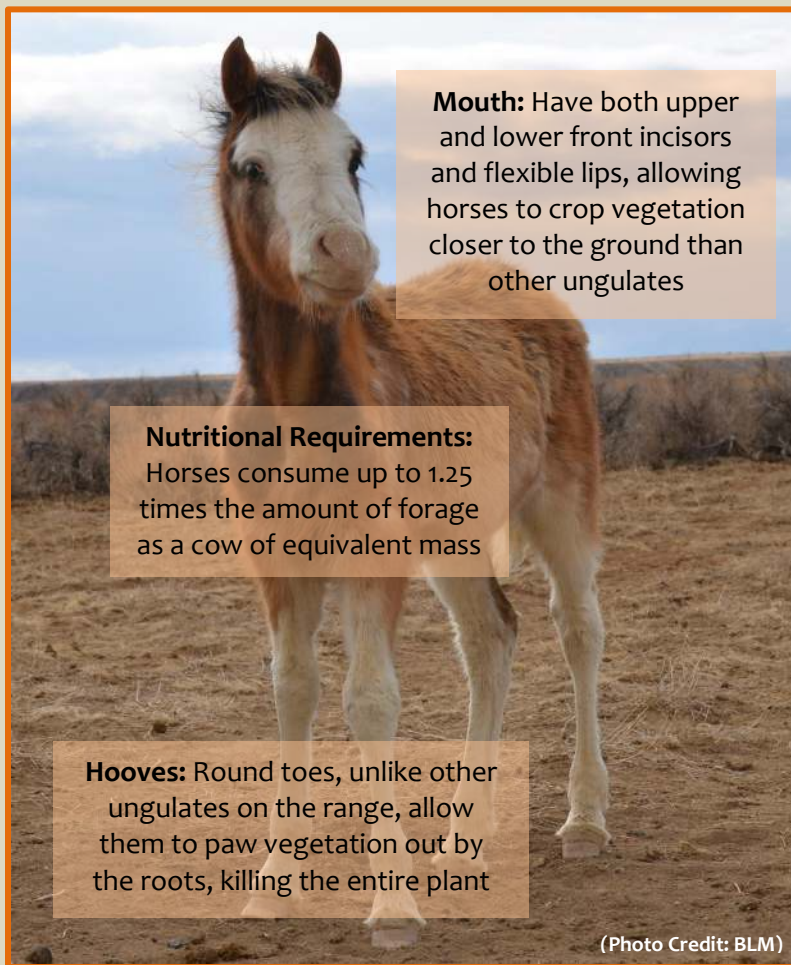 Mouth: Have both upper
and lower front incisors
and flexible lips, allowing
horses to crop vegetation
closer to the ground than
other ungulates
Nutritional Requirements:
Horses consume up to 1.25
times the amount of forage
as a cow of equivalent mass
Hooves: Round toes, unlike other
ungulates on the range, allow
them to paw vegetation out by
the roots, killing the entire plant
(Photo Credit: BLM)